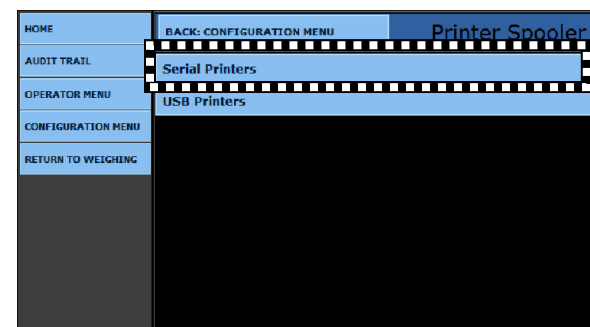 HOME
AUDIT TRAIL
OPERATOR MENU
CONFIGURATION MENU
RETURN TO WEIGHING
BACK: CONFIGURATION MENU
Printer Spooler
Serial Printers
USB Printers